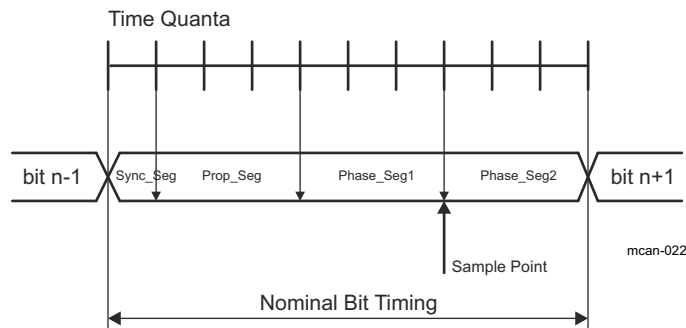 Time Quanta
bit n-1 Sync_Seg Prop_Seg Phase_Seg1 Phase_Seg2 bit n+1
mcan-022
Sample Point
Nominal Bit Timing